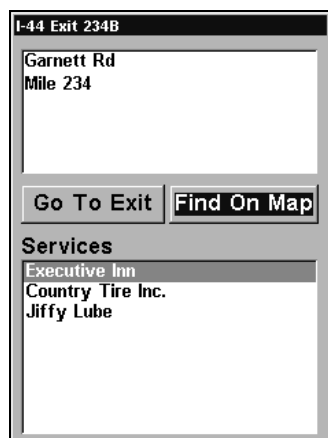 I-44 Exit 234B
Garnett Rd
Mile 234
Go To Exit Find On Map
Services
Executive Inn
Country Tire Inc.
Jiffy Lube